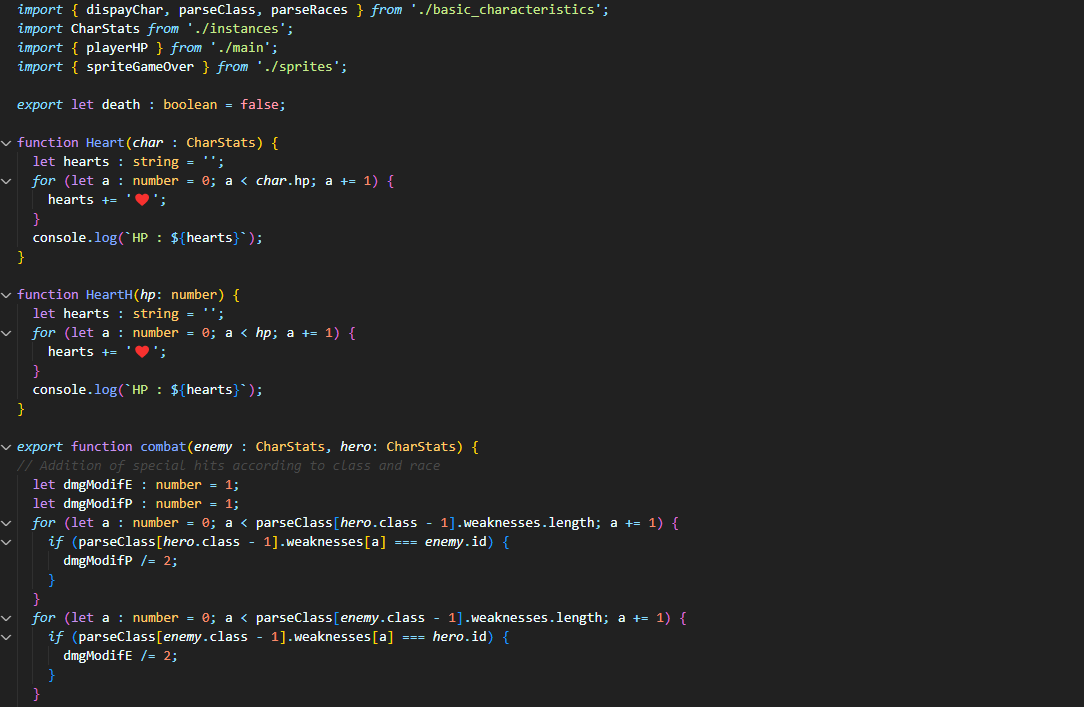 import { dispayChar, parseClass, parseRaces } from './basic_characteristics';
import CharStats from './instances';
import { playerHP } from './main';
import { spriteGameOver } from './sprites';

export let death : boolean = false;

function Heart(char : CharStats) {
  let hearts : string = '';
  for (let a : number = 0; a < char.hp; a += 1) {
    hearts += '❤️';
  }
  console.log(`HP : ${hearts}`);
}

function HeartH(hp: number) {
  let hearts : string = '';
  for (let a : number = 0; a < hp; a += 1) {
    hearts += '❤️';
  }
  console.log(`HP : ${hearts}`);
}

export function combat(enemy : CharStats, hero: CharStats) {
// Addition of special hits according to class and race
  let dmgModifE : number = 1;
  let dmgModifP : number = 1;
  for (let a : number = 0; a < parseClass[hero.class - 1].weaknesses.length; a += 1) {
    if (parseClass[hero.class - 1].weaknesses[a] === enemy.id) {
      dmgModifP /= 2;
    }
  }
  for (let a : number = 0; a < parseClass[enemy.class - 1].weaknesses.length; a += 1) {
    if (parseClass[enemy.class - 1].weaknesses[a] === hero.id) {
      dmgModifE /= 2;
    }
  }